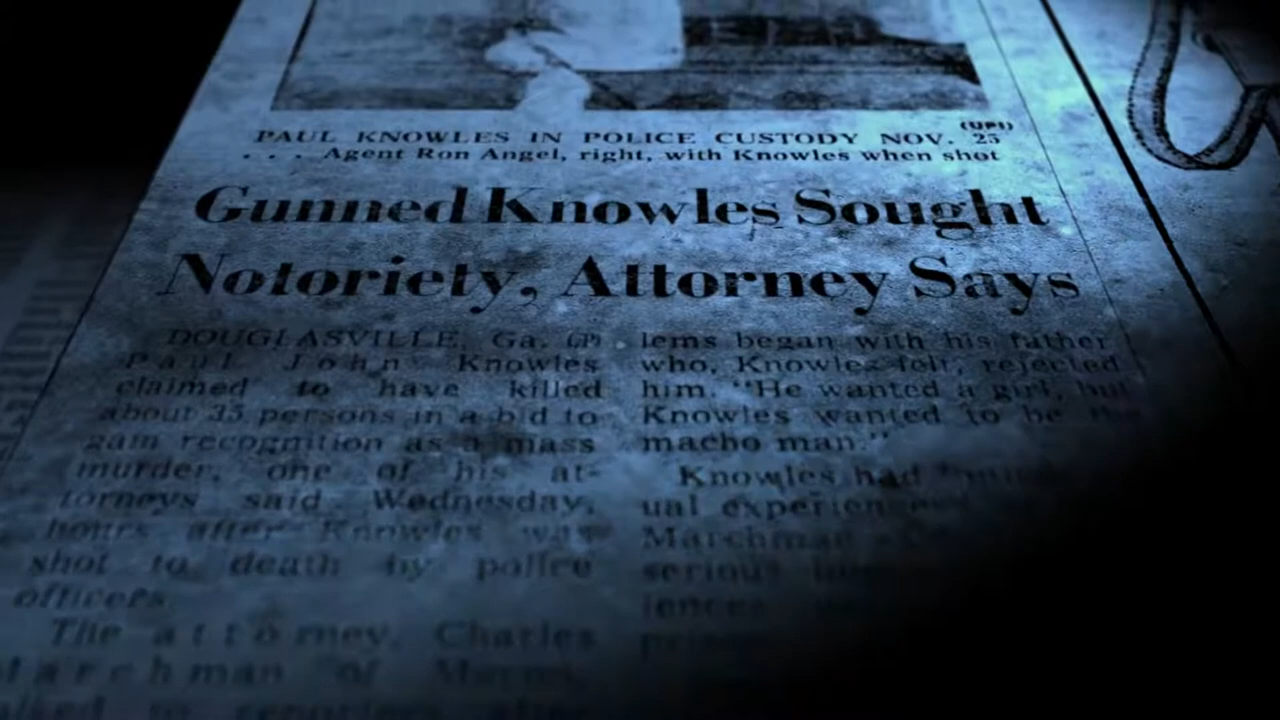 (UPI)
PAUL KNOWLES IN POLICE CUSTODY NOV. 25
. . . Agent Ron Angel, right, with Knowles when shot
Gunned Knowles Sought
Notoriety, Attorney Says
DOUGLASVILLE, Ga. (P)
Paul John Knowles
claimed to have killed
about 35 persons in a bid to
gain recognition as a mass
murder, one of his at-
torneys said Wednesday,
hours after Knowles was
shot to death by police
officers
The attorney, Charles
Marchman of Macon,
lems began with his father
who, Knowles felt, rejected
him. "He wanted a girl, but
Knowles wanted to be the
macho man."
Knowles had
ual
Marchman
serious